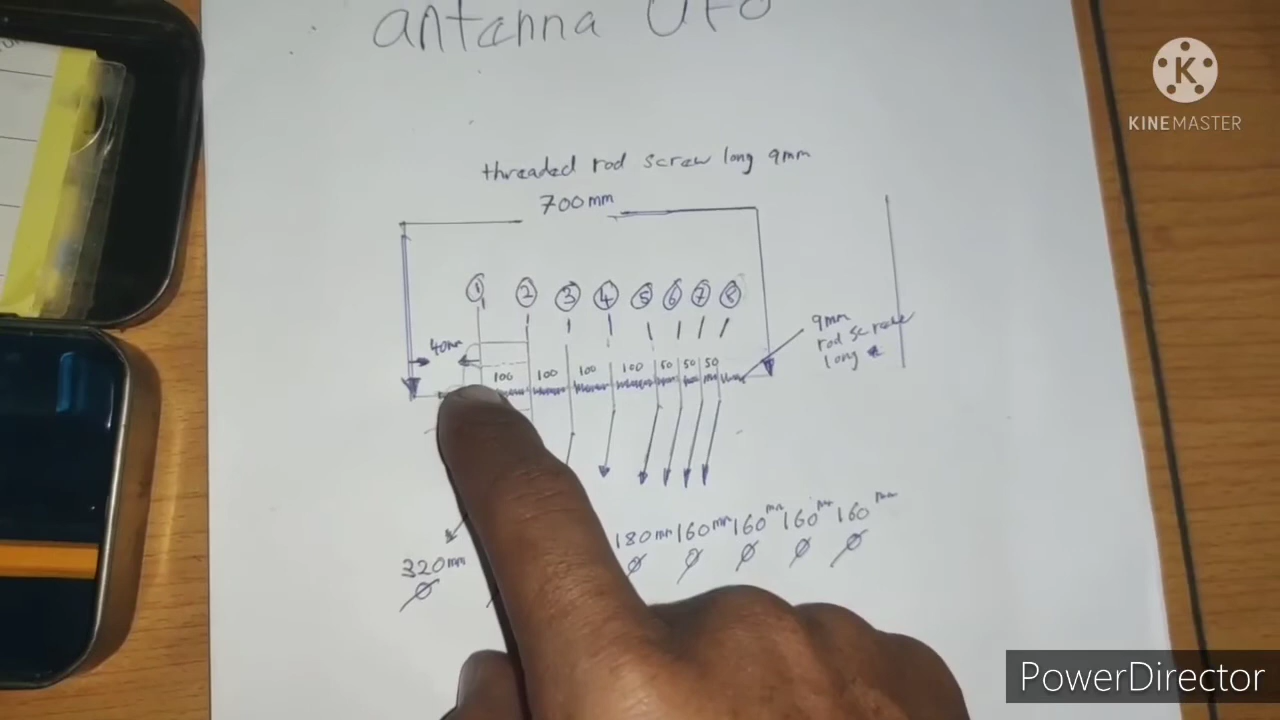 antenna UFO
K
KINEMASTER
threaded rod screw long 9mm
700mm
1 2 3 4 5 6 7 8
9mm
rod screw
long
40mm
100 100 100 100 50 50 50
180mm 160mm 160mm 160mm 160mm
320mm
Ø Ø Ø Ø Ø Ø
PowerDirector